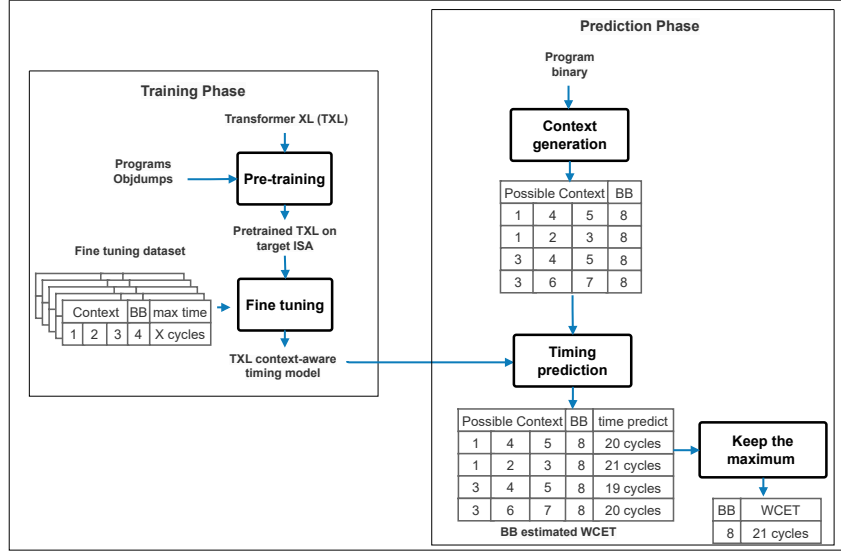 Training Phase
Transformer XL (TXL)
Programs
Objdumps
Pre-training
Pretrained TXL on
target ISA
Fine tuning dataset
Context BB max time
1 2 3 4 X cycles
Fine tuning
TXL context-aware
timing model
Prediction Phase
Program
binary
Context
generation
Possible Context BB
1 4 5 8
1 2 3 8
3 4 5 8
3 6 7 8
Timing
prediction
Possible Context BB time predict
1 4 5 8 20 cycles
1 2 3 8 21 cycles
3 4 5 8 19 cycles
3 6 7 8 20 cycles
BB estimated WCET
Keep the
maximum
BB WCET
8 21 cycles